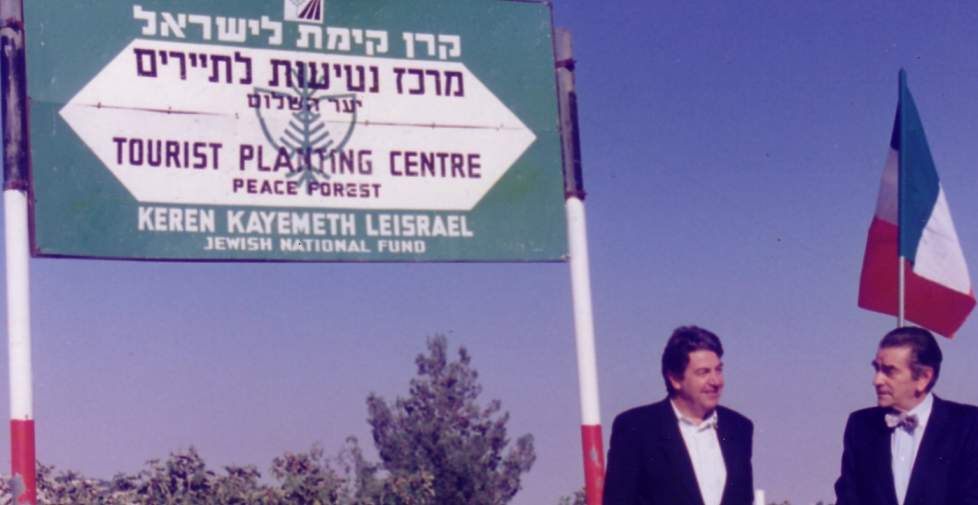 קרן קימת לישראל
מרכז נטיעות לתיירים
יער השלום
TOURIST PLANTING CENTRE
PEACE FOREST
KEREN KAYEMETH LEISRAEL
JEWISH NATIONAL FUND